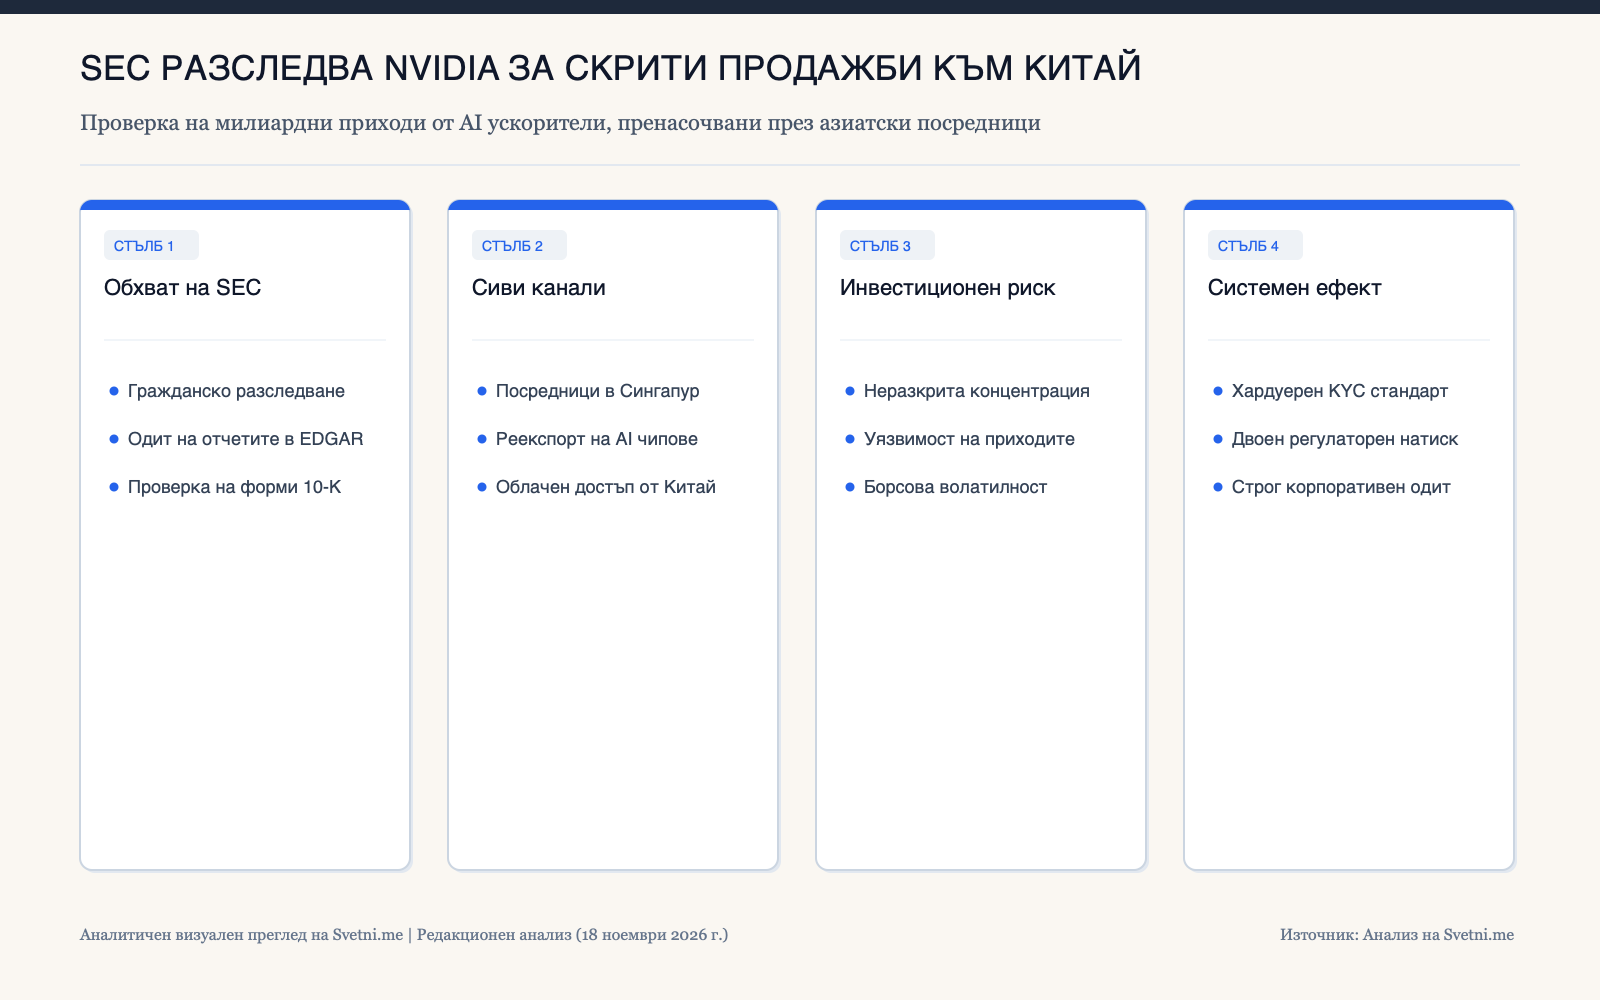 SEC РАЗСЛЕДВА NVIDIA ЗА СКРИТИ ПРОДАЖБИ КЪМ КИТАЙ
Проверка на милиардни приходи от AI ускорители, пренасочвани през азиатски посредници
СТЪЛБ 1
Обхват на SEC
Гражданско разследване
Одит на отчетите в EDGAR
Проверка на форми 10-K
СТЪЛБ 2
Сиви канали
Посредници в Сингапур
Реекспорт на AI чипове
Облачен достъп от Китай
СТЪЛБ 3
Инвестиционен риск
Неразкрита концентрация
Уязвимост на приходите
Борсова волатилност
СТЪЛБ 4
Системен ефект
Хардуерен KYC стандарт
Двоен регулаторен натиск
Строг корпоративен одит
Аналитичен визуален преглед на Svetni.me | Редакционен анализ (18 ноември 2026 г.)
Източник: Анализ на Svetni.me